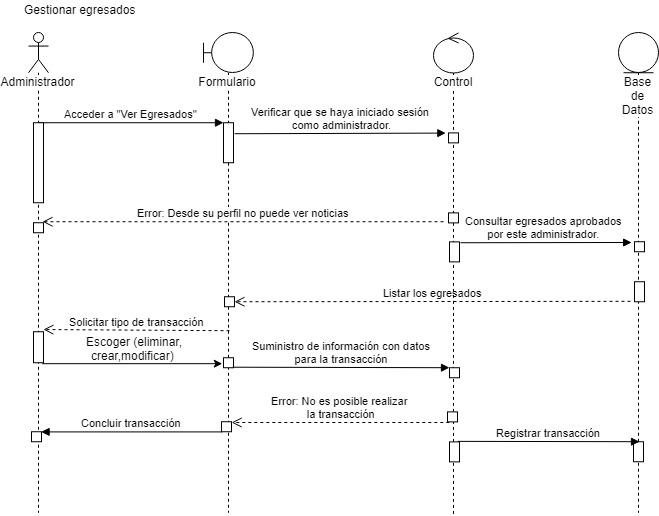 Gestionar egresados
Administrador
Formulario
Control
Base
de
Datos
Acceder a "Ver Egresados"
Verificar que se haya iniciado sesión
como administrador.
Error: Desde su perfil no puede ver noticias
Consultar egresados aprobados
por este administrador.
Listar los egresados
Solicitar tipo de transacción
Escoger (eliminar,
crear,modificar)
Suministro de información con datos
para la transacción
Error: No es posible realizar
la transacción
Concluir transacción
Registrar transacción